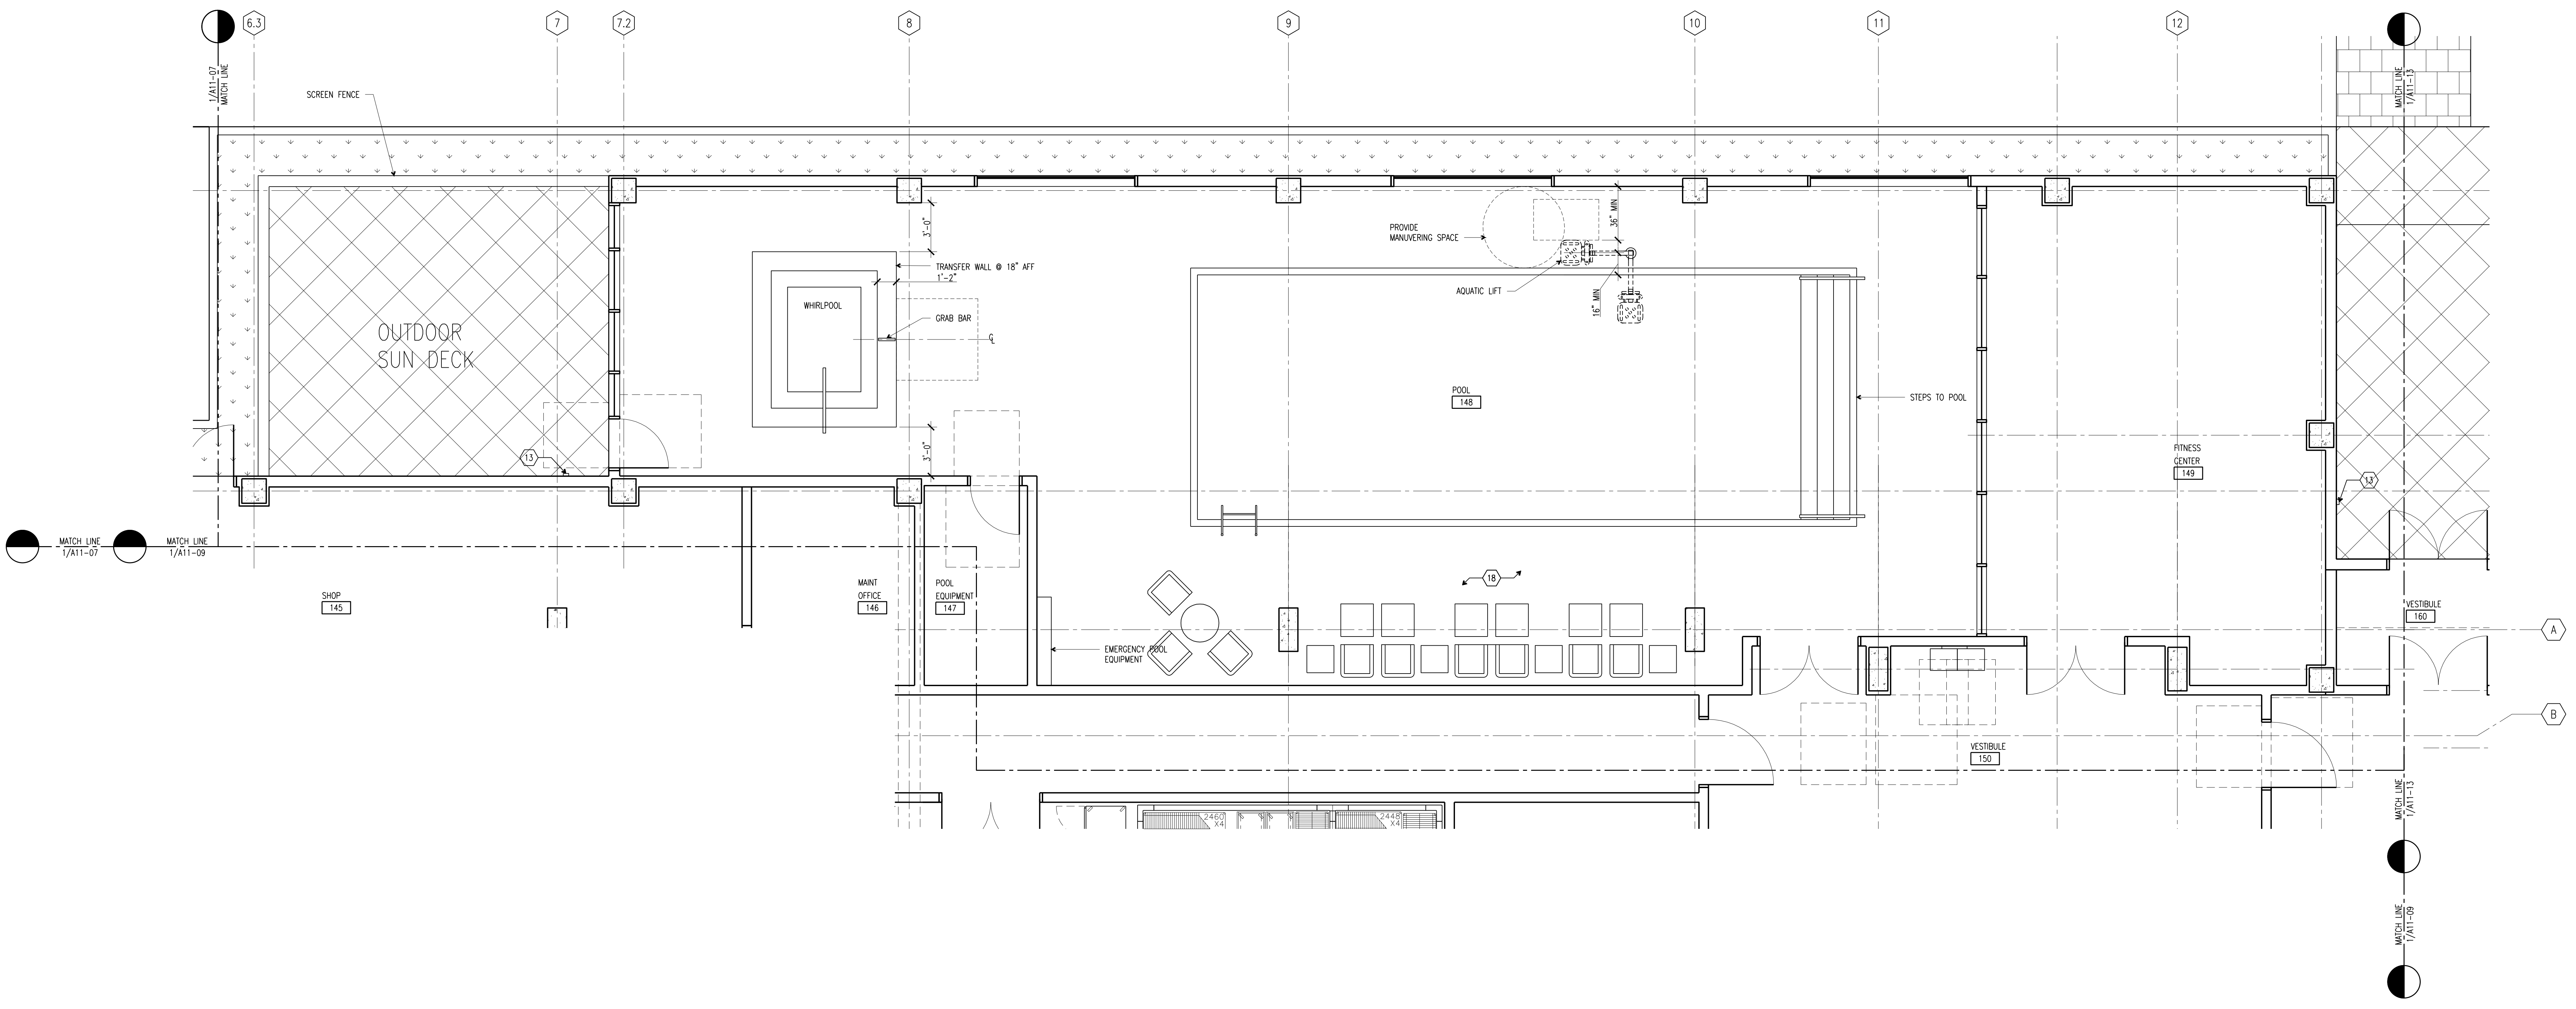 6.3
7
7.2
8
9
10
11
12
1/A11-07
MATCH LINE
MATCH LINE
1/A11-13
SCREEN FENCE
3'-0"
36" MIN
PROVIDE
MANUVERING SPACE
TRANSFER WALL @ 18" AFF
1'-2"
WHIRLPOOL
AQUATIC LIFT
16" MIN
GRAB BAR
℄
OUTDOOR
SUN DECK
POOL
148
STEPS TO POOL
3'-0"
13
FITNESS
CENTER
149
13
MATCH LINE
1/A11-07
MATCH LINE
1/A11-09
SHOP
145
MAINT
OFFICE
146
POOL
EQUIPMENT
147
18
VESTIBULE
160
A
EMERGENCY POOL
EQUIPMENT
B
VESTIBULE
150
MATCH LINE
1/A11-13
2460
X4
2448
X4
MATCH LINE
1/A11-09